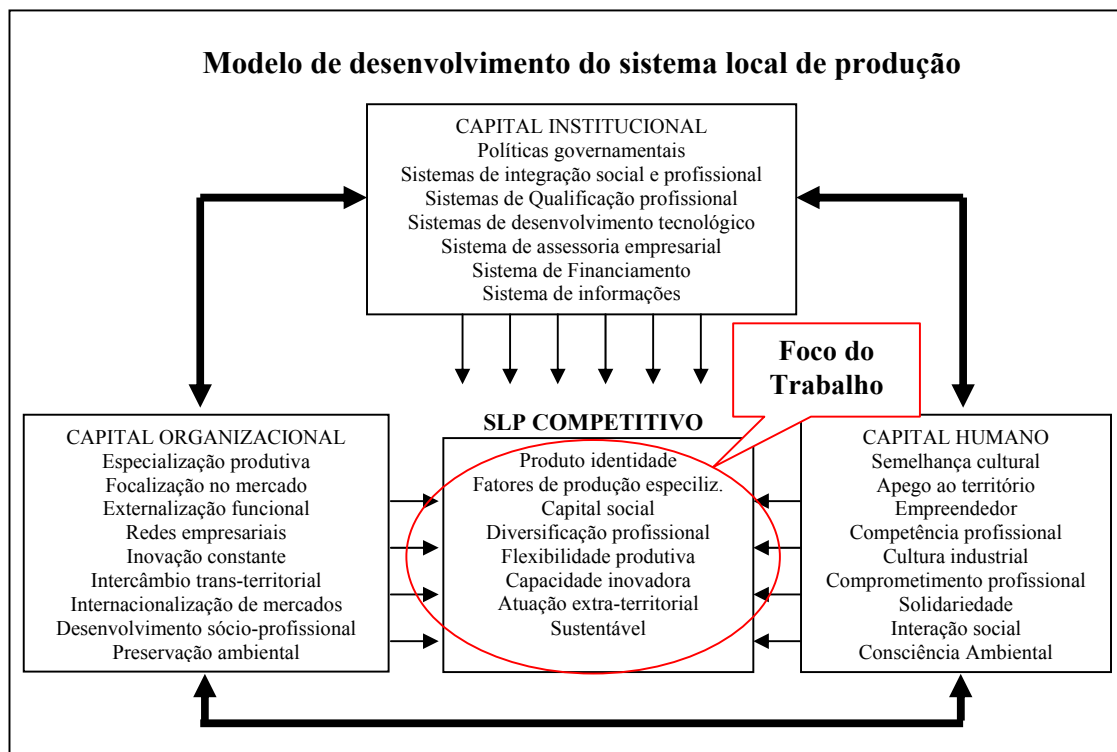 Modelo de desenvolvimento do sistema local de produção
CAPITAL INSTITUCIONAL
Políticas governamentais
Sistemas de integração social e profissional
Sistemas de Qualificação profissional
Sistemas de desenvolvimento tecnológico
Sistema de assessoria empresarial
Sistema de Financiamento
Sistema de informações
Foco do
Trabalho
CAPITAL ORGANIZACIONAL
Especialização produtiva
Focalização no mercado
Externalização funcional
Redes empresariais
Inovação constante
Intercâmbio trans-territorial
Internacionalização de mercados
Desenvolvimento sócio-profissional
Preservação ambiental
SLP COMPETITIVO
Produto identidade
Fatores de produção especiliz.
Capital social
Diversificação profissional
Flexibilidade produtiva
Capacidade inovadora
Atuação extra-territorial
Sustentável
CAPITAL HUMANO
Semelhança cultural
Apego ao território
Empreendedor
Competência profissional
Cultura industrial
Comprometimento profissional
Solidariedade
Interação social
Consciência Ambiental